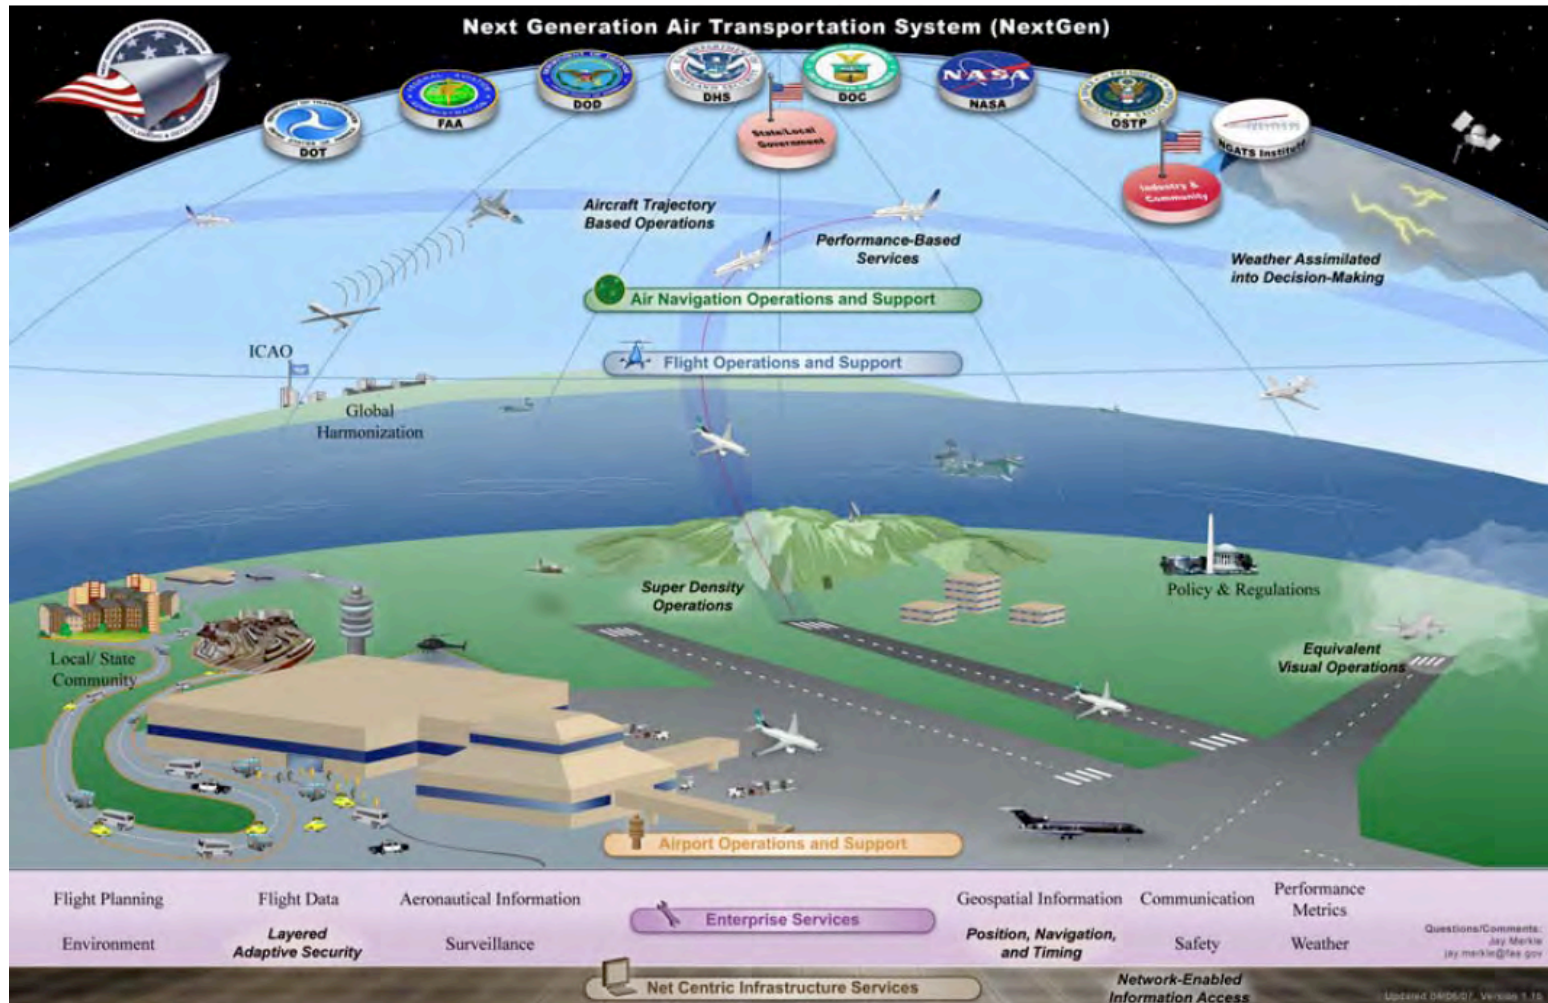 Next Generation Air Transportation System (NextGen)
DOT
FAA
DOD
DHS
DOC
NASA
NASA
OSTP
NGATS Institute
State/Local
Government
Industry &
Community
Aircraft Trajectory
Based Operations
Performance-Based
Services
Weather Assimilated
into Decision-Making
Air Navigation Operations and Support
Flight Operations and Support
ICAO
Global
Harmonization
Super Density
Operations
Policy & Regulations
Equivalent
Visual Operations
Local/ State
Community
Airport Operations and Support
Flight Planning
Flight Data
Aeronautical Information
Enterprise Services
Geospatial Information
Communication
Performance
Metrics
Environment
Layered
Adaptive Security
Surveillance
Position, Navigation,
and Timing
Safety
Weather
Questions/Comments:
Jay Merkle
jay.merkle@faa.gov
Net Centric Infrastructure Services
Network-Enabled
Information Access